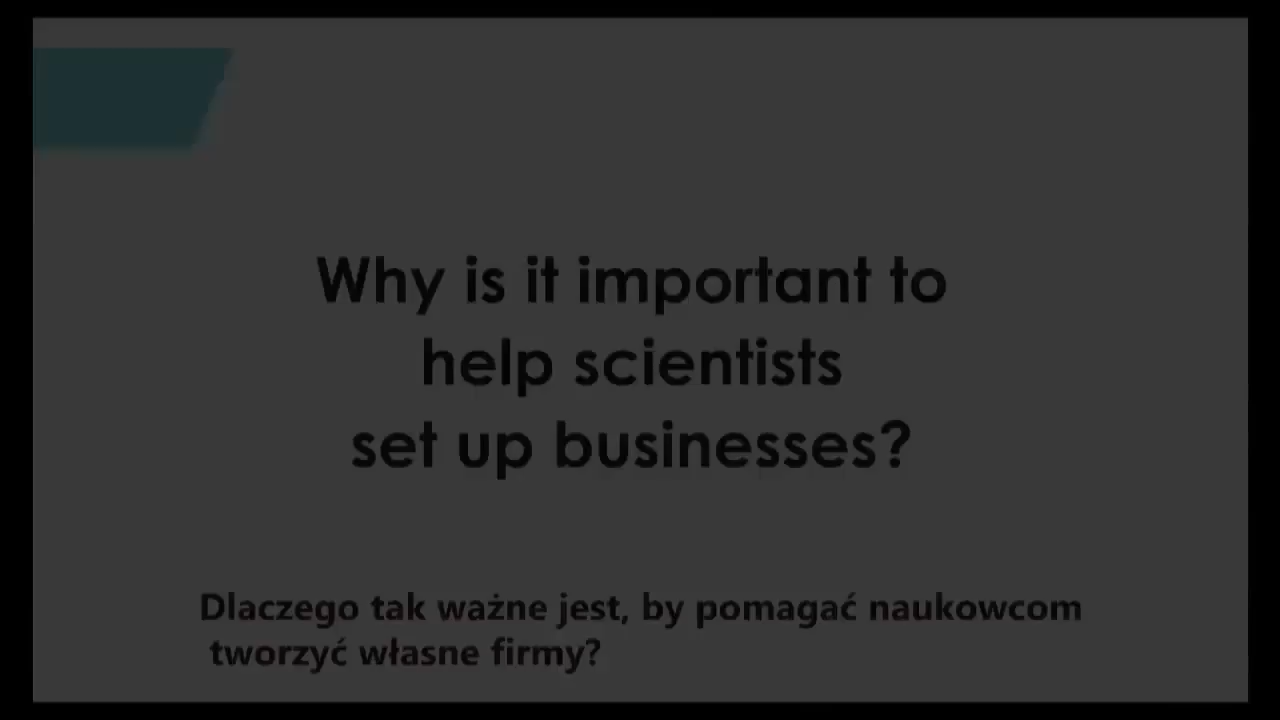 Why is it important to
help scientists
set up businesses?
Dlaczego tak ważne jest, by pomagać naukowcom
tworzyć własne firmy?